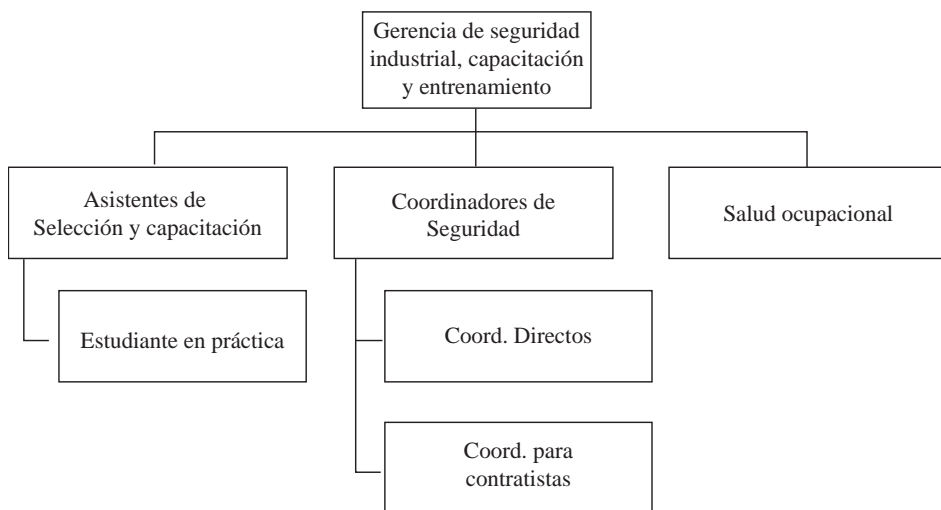 Gerencia de seguridad
industrial, capacitación
y entrenamiento
Asistentes de
Selección y capacitación
Coordinadores de
Seguridad
Salud ocupacional
Estudiante en práctica
Coord. Directos
Coord. para
contratistas